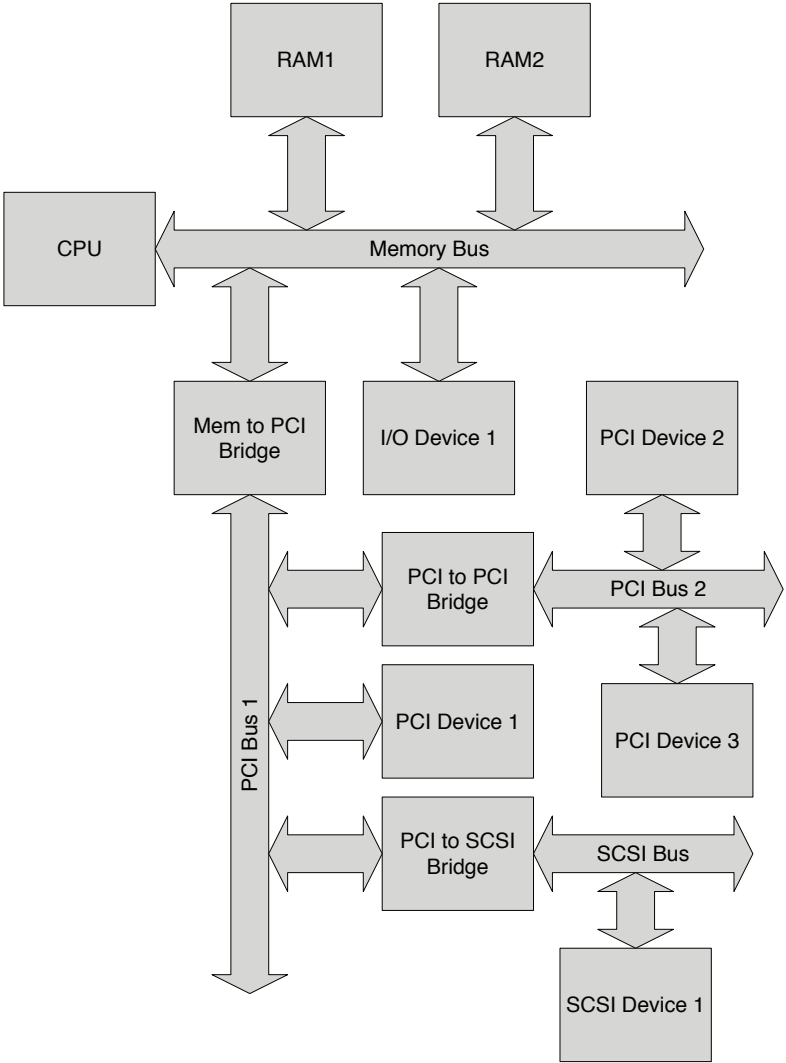 RAM1
RAM2
CPU
Memory Bus
Mem to PCI
Bridge
I/O Device 1
PCI Device 2
PCI to PCI
Bridge
PCI Bus 2
PCI Bus 1
PCI Device 1
PCI Device 3
PCI to SCSI
Bridge
SCSI Bus
SCSI Device 1